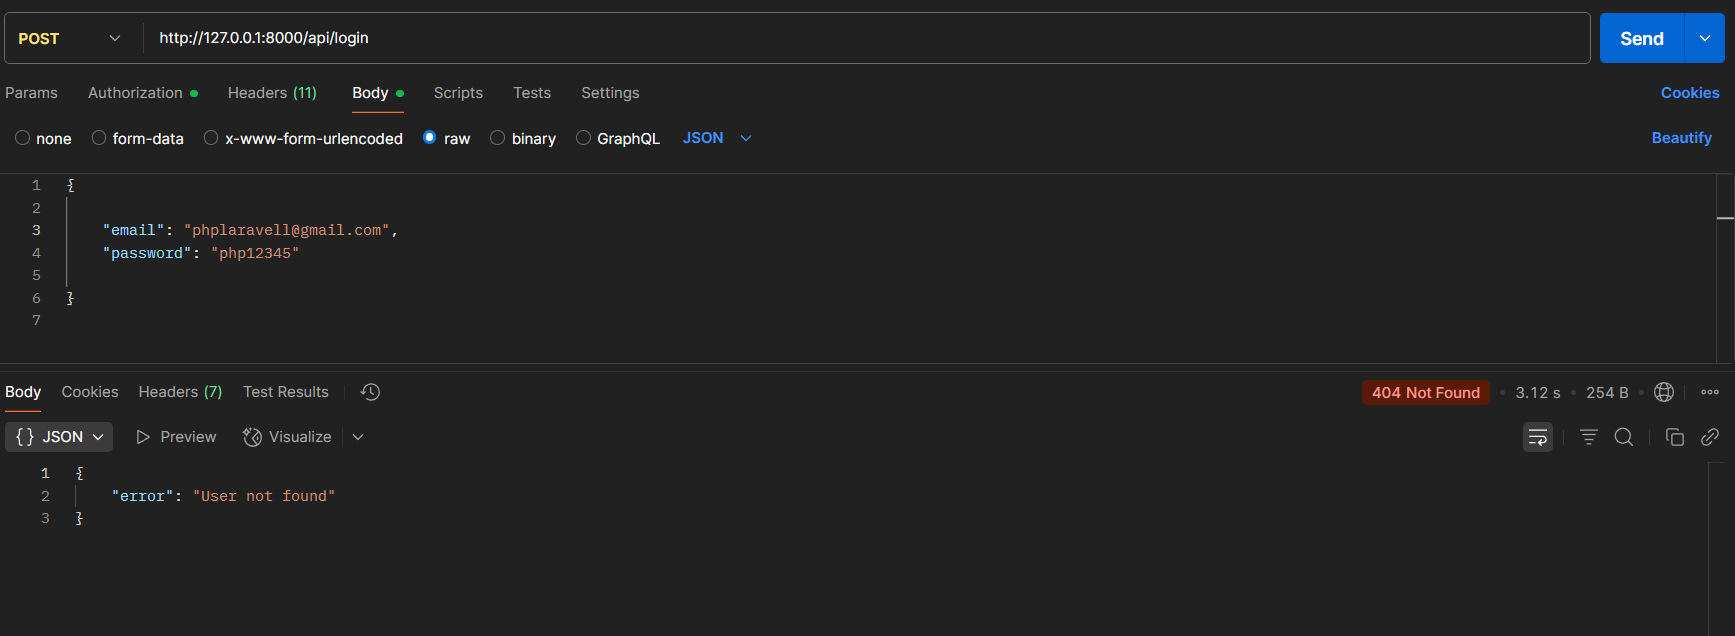 POST http://127.0.0.1:8000/api/login Send
Params Authorization Headers (11) Body Scripts Tests Settings Cookies
none form-data x-www-form-urlencoded raw binary GraphQL JSON Beautify
1 {
2
3 "email": "phplaravell@gmail.com",
4 "password": "php12345"
5
6 }
7
Body Cookies Headers (7) Test Results 404 Not Found • 3.12 s • 254 B •
{} JSON Preview Visualize
1 {
2 "error": "User not found"
3 }